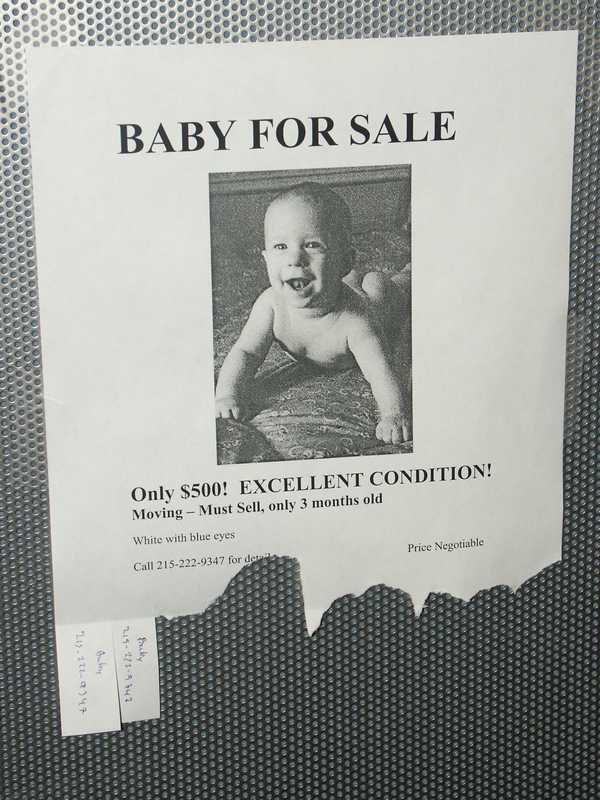 BABY FOR SALE
Only $500! EXCELLENT CONDITION!
Moving – Must Sell, only 3 months old
White with blue eyes
Price Negotiable
Call 215-222-9347 for
Baby
215-222-9347
Baby
215-222-9347